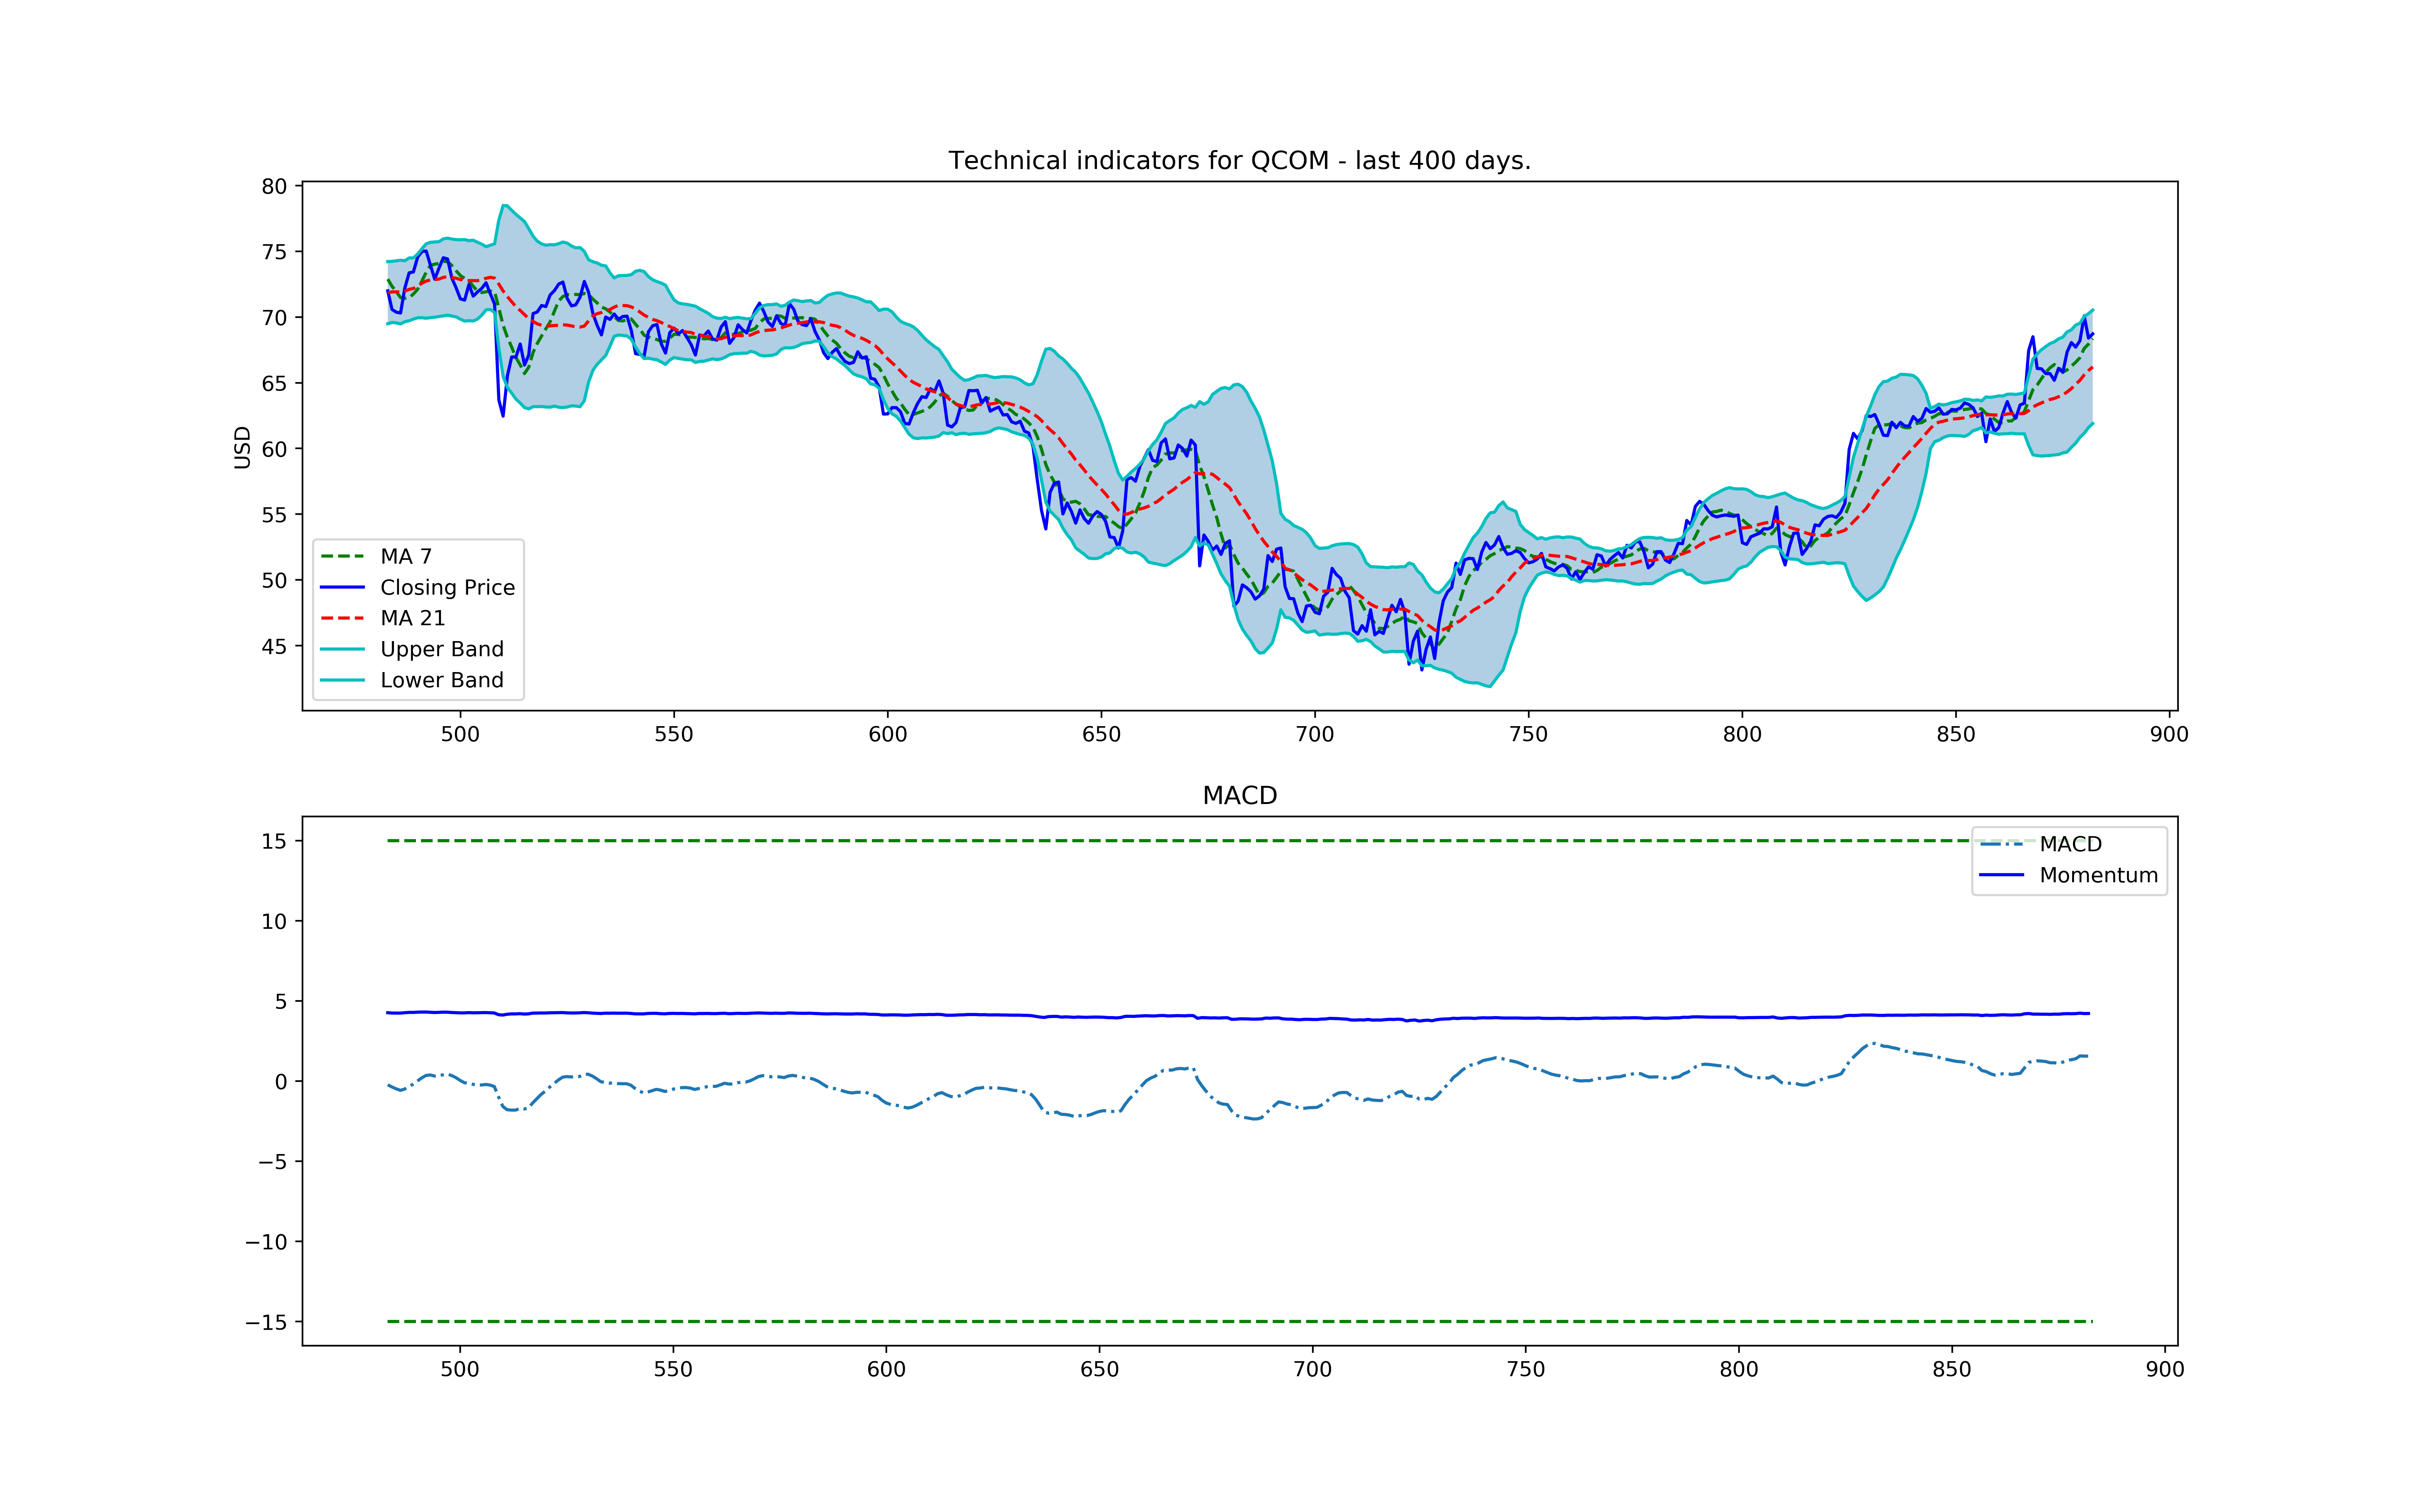 Technical indicators for QCOM - last 400 days.
80
75
70
65
60
55
50
45
USD
MA 7
Closing Price
MA 21
Upper Band
Lower Band
500 550 600 650 700 750 800 850 900
MACD
15
10
5
0
−5
−10
−15
MACD
Momentum
500 550 600 650 700 750 800 850 900